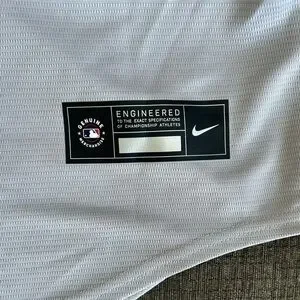 GENUINE
MERCHANDISE
ENGINEERED
TO THE EXACT SPECIFICATIONS
OF CHAMPIONSHIP ATHLETES